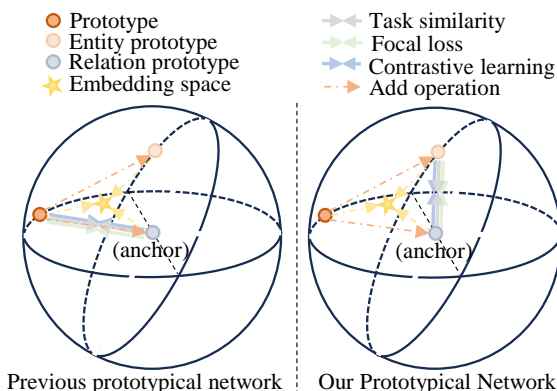 Prototype
Entity prototype
Relation prototype
Embedding space
Task similarity
Focal loss
Contrastive learning
Add operation
(anchor)
(anchor)
Previous prototypical network
Our Prototypical Network